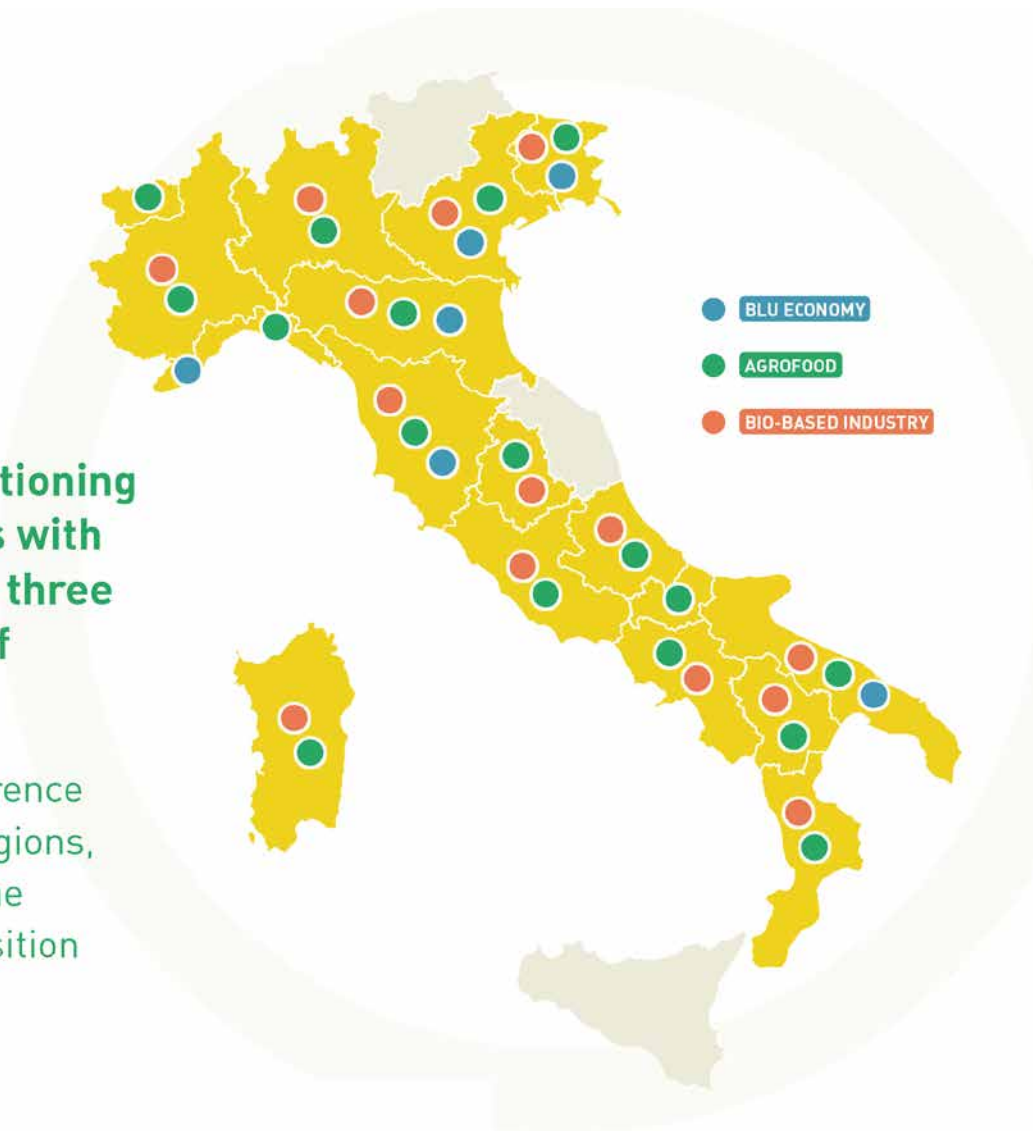 tioning
s with
three
f
rence
gions,
e
sition
BLU ECONOMY
AGROFOOD
BIO-BASED INDUSTRY